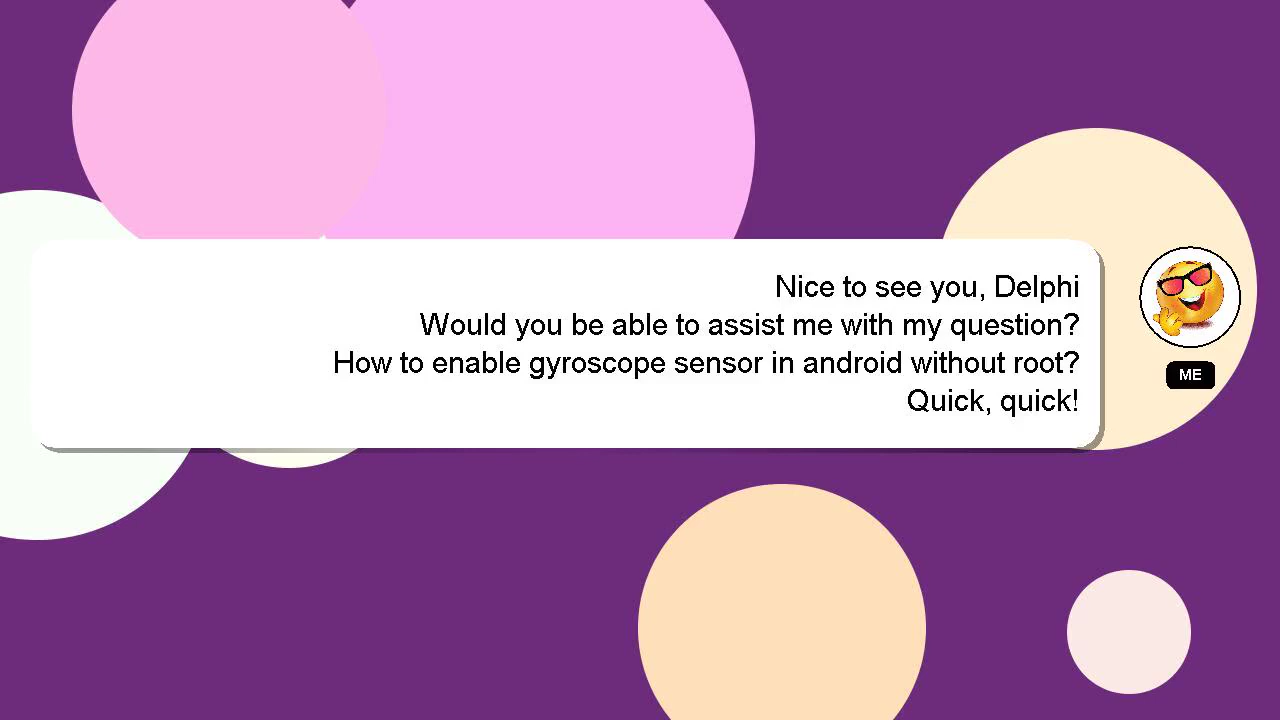 Nice to see you, Delphi
Would you be able to assist me with my question?
How to enable gyroscope sensor in android without root?
Quick, quick!
ME